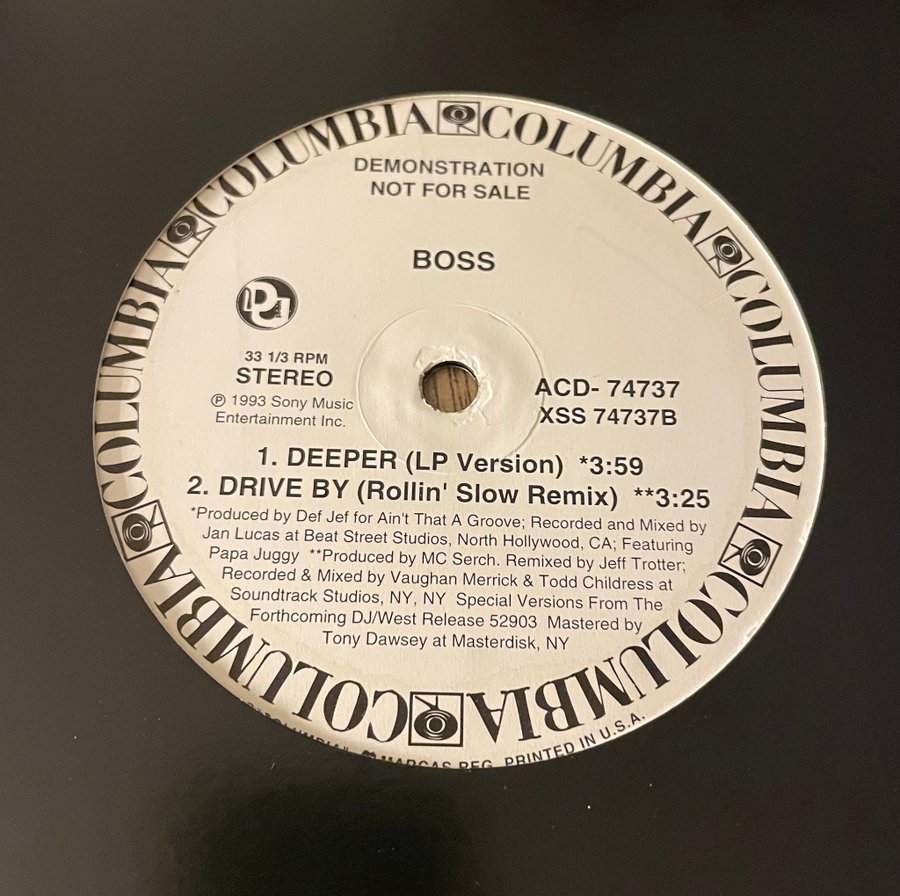 COLUMBIA COLUMBIA COLUMBIA COLUMBIA COLUMBIA COLUMBIA COLUMBIA COLUMBIA
DEMONSTRATION
NOT FOR SALE
BOSS
33 1/3 RPM
STEREO
℗ 1993 Sony Music
Entertainment Inc.
ACD- 74737
XSS 74737B
1. DEEPER (LP Version) *3:59
2. DRIVE BY (Rollin' Slow Remix) **3:25
*Produced by Def Jef for Ain't That A Groove; Recorded and Mixed by
Jan Lucas at Beat Street Studios, North Hollywood, CA; Featuring
Papa Juggy **Produced by MC Serch. Remixed by Jeff Trotter;
Recorded & Mixed by Vaughan Merrick & Todd Childress at
Soundtrack Studios, NY, NY Special Versions From The
Forthcoming DJ/West Release 52903 Mastered by
Tony Dawsey at Masterdisk, NY
MARCAS REG. PRINTED IN U.S.A.